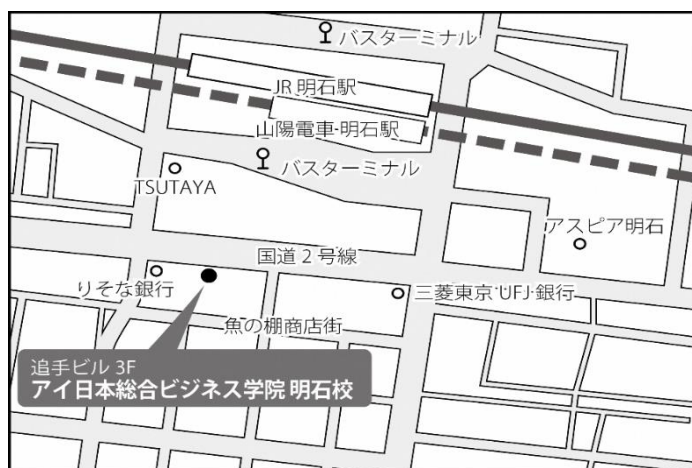 バスターミナル
JR 明石駅
山陽電車 明石駅
バスターミナル
TSUTAYA
アスピア明石
国道 2 号線
りそな銀行
三菱東京 UFJ 銀行
魚の棚商店街
追手ビル 3F
アイ日本総合ビジネス学院 明石校